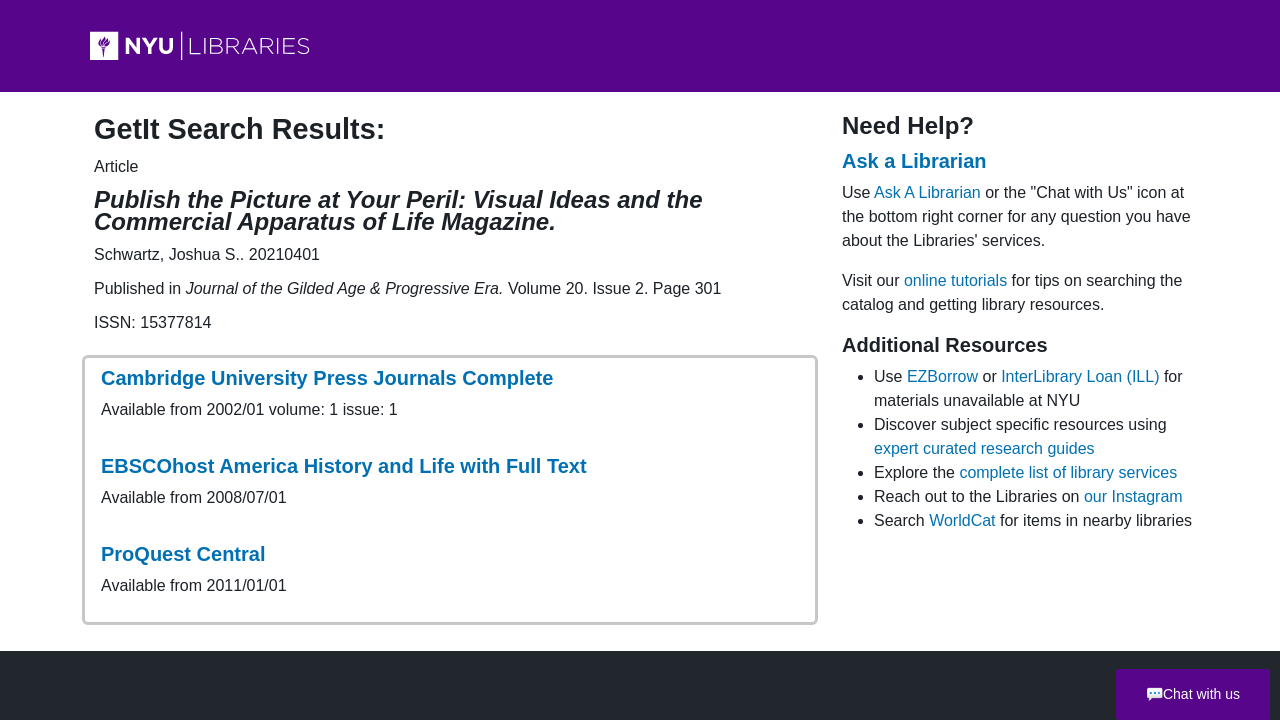 NYU LIBRARIES
GetIt Search Results:
Article
Publish the Picture at Your Peril: Visual Ideas and the
Commercial Apparatus of Life Magazine.
Schwartz, Joshua S.. 20210401
Published in Journal of the Gilded Age & Progressive Era. Volume 20. Issue 2. Page 301
ISSN: 15377814
Cambridge University Press Journals Complete
Available from 2002/01 volume: 1 issue: 1
EBSCOhost America History and Life with Full Text
Available from 2008/07/01
ProQuest Central
Available from 2011/01/01
Need Help?
Ask a Librarian
Use Ask A Librarian or the "Chat with Us" icon at
the bottom right corner for any question you have
about the Libraries' services.
Visit our online tutorials for tips on searching the
catalog and getting library resources.
Additional Resources
• Use EZBorrow or InterLibrary Loan (ILL) for
materials unavailable at NYU
• Discover subject specific resources using
expert curated research guides
• Explore the complete list of library services
• Reach out to the Libraries on our Instagram
• Search WorldCat for items in nearby libraries
Chat with us